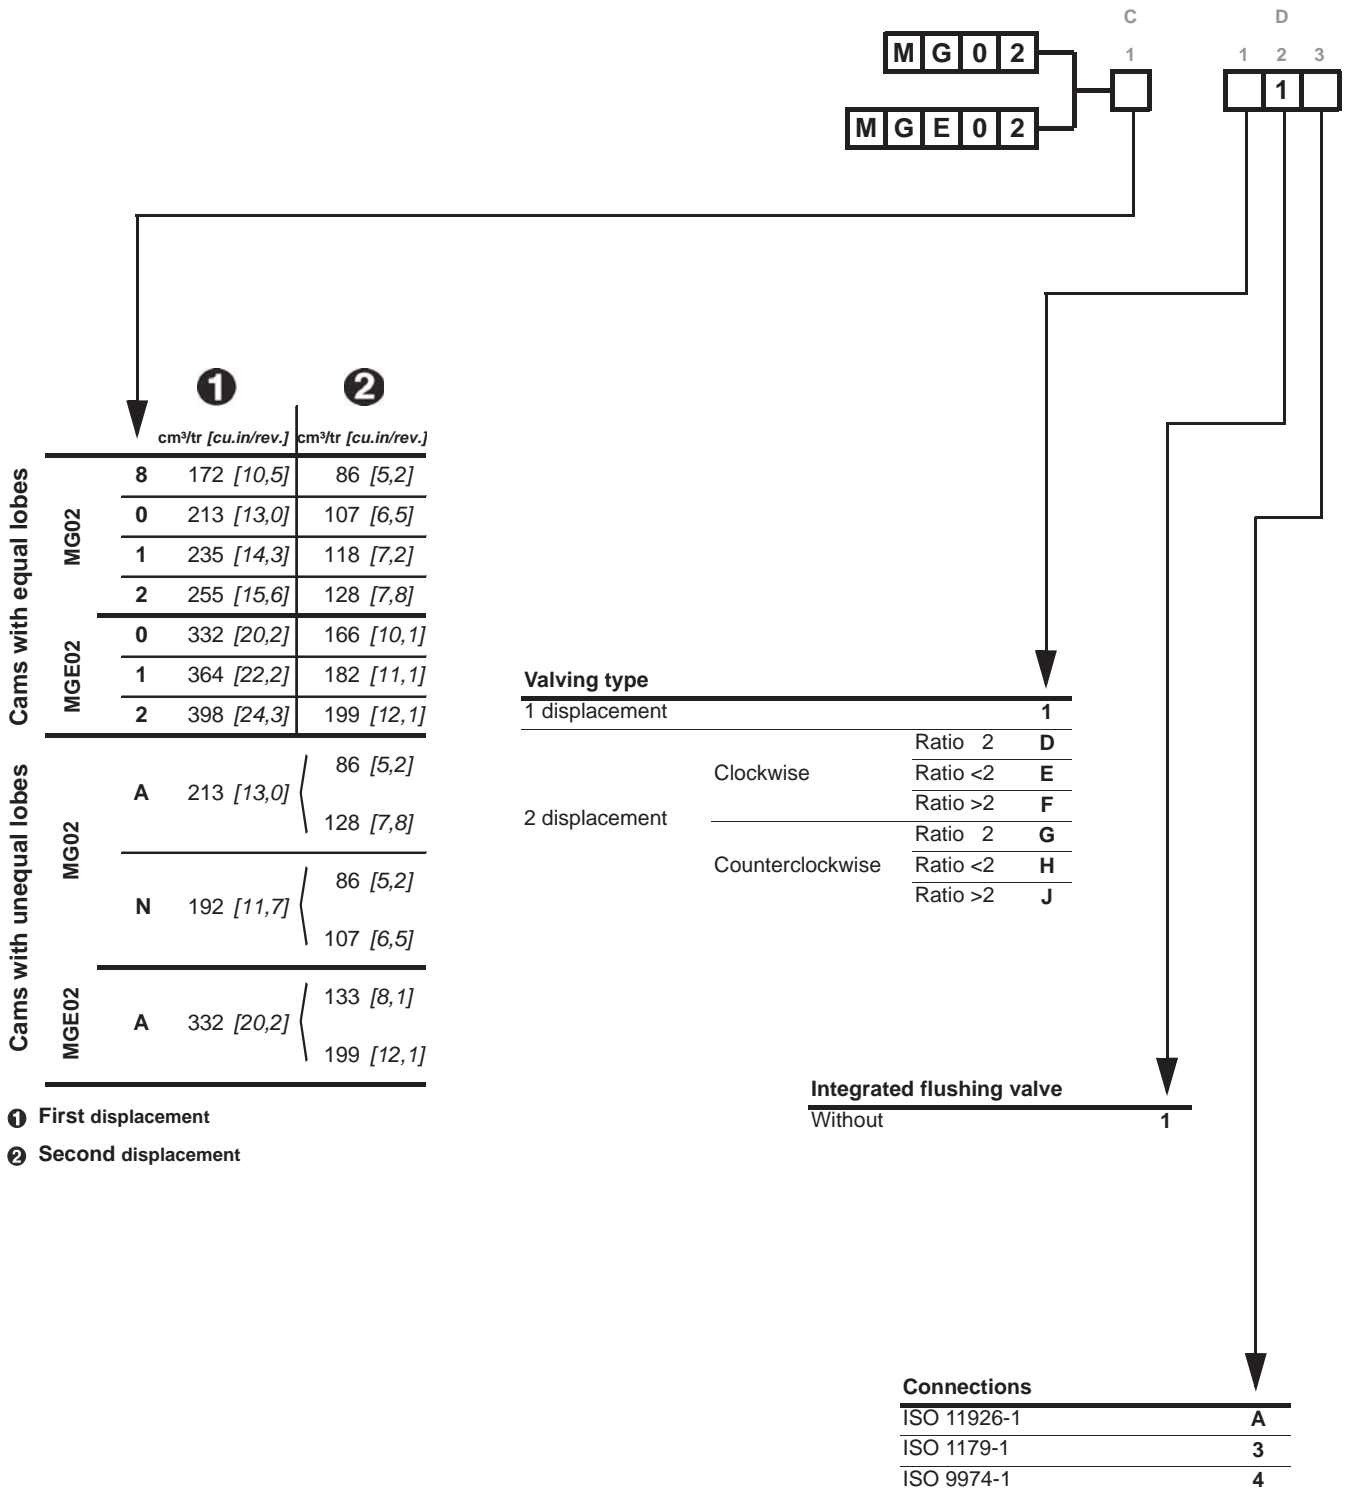 C D
M G 0 2 1 1 2 3
1
M G E 0 2
1 2
cm³/tr [cu.in/rev.] cm³/tr [cu.in/rev.]
Cams with equal lobes
MG02
8 172 [10,5] 86 [5,2]
0 213 [13,0] 107 [6,5]
1 235 [14,3] 118 [7,2]
2 255 [15,6] 128 [7,8]
MGE02
0 332 [20,2] 166 [10,1]
1 364 [22,2] 182 [11,1]
2 398 [24,3] 199 [12,1]
Cams with unequal lobes
MG02
86 [5,2]
A 213 [13,0]
128 [7,8]
86 [5,2]
N 192 [11,7]
107 [6,5]
MGE02
133 [8,1]
A 332 [20,2]
199 [12,1]
1 First displacement
2 Second displacement
Valving type
1 displacement 1
2 displacement
Clockwise
Ratio 2 D
Ratio <2 E
Ratio >2 F
Counterclockwise
Ratio 2 G
Ratio <2 H
Ratio >2 J
Integrated flushing valve
Without 1
Connections
ISO 11926-1 A
ISO 1179-1 3
ISO 9974-1 4